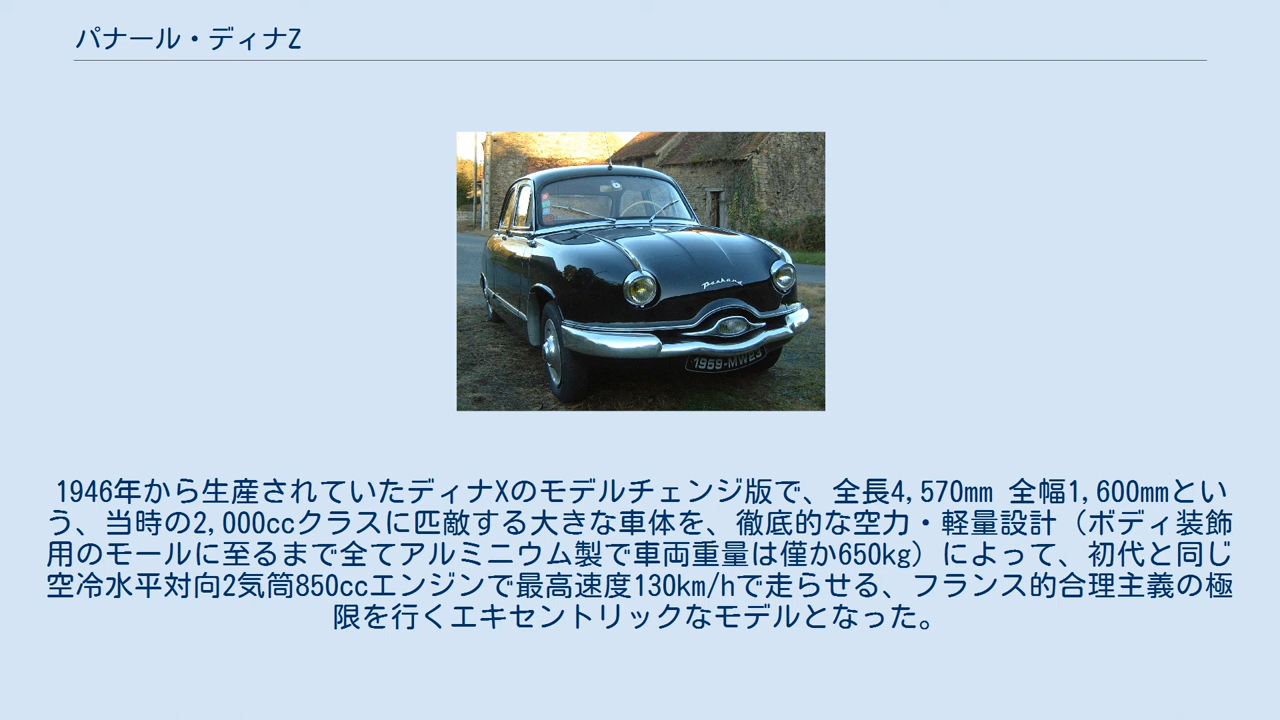 パナール・ディナZ
Panhard
1959-MW23
1946年から生産されていたディナXのモデルチェンジ版で、全長4,570mm 全幅1,600mmとい
う、当時の2,000ccクラスに匹敵する大きな車体を、徹底的な空力・軽量設計（ボディ装飾
用のモールに至るまで全てアルミニウム製で車両重量は僅か650kg）によって、初代と同じ
空冷水平対向2気筒850ccエンジンで最高速度130km/hで走らせる、フランス的合理主義の極
限を行くエキセントリックなモデルとなった。